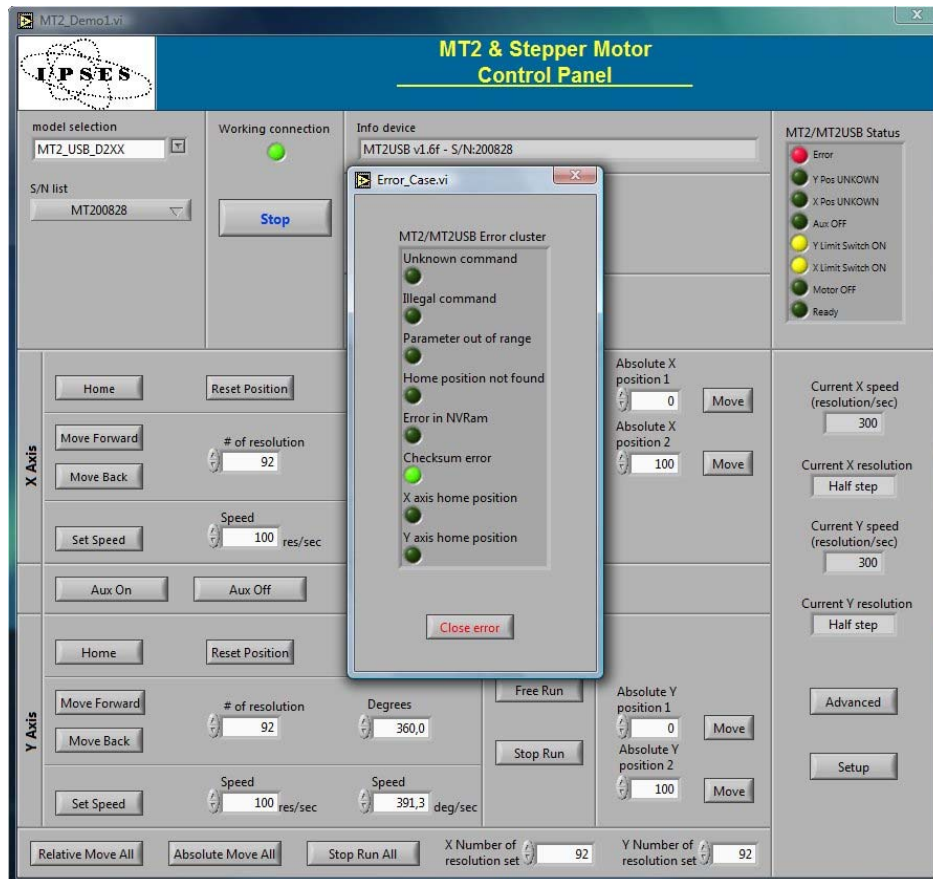 MT2_Demo1.vi
IPSES
MT2 & Stepper Motor
Control Panel
model selection
MT2_USB_D2XX
S/N list
MT200828
Working connection
Stop
Info device
MT2USB v1.6f - S/N:200828
MT2/MT2USB Status
Error
Y Pos UNKOWN
X Pos UNKOWN
Aux OFF
Y Limit Switch ON
X Limit Switch ON
Motor OFF
Ready
Error_Case.vi
MT2/MT2USB Error cluster
Unknown command
Illegal command
Parameter out of range
Home position not found
Error in NVRam
Checksum error
X axis home position
Y axis home position
Close error
X Axis
Home
Reset Position
Move Forward
Move Back
# of resolution
92
Set Speed
Speed
100 res/sec
Absolute X
position 1
0 Move
Absolute X
position 2
100 Move
Current X speed
(resolution/sec)
300
Current X resolution
Half step
Current Y speed
(resolution/sec)
300
Current Y resolution
Half step
Advanced
Setup
Aux On
Aux Off
Y Axis
Home
Reset Position
Move Forward
Move Back
# of resolution
92
Degrees
360,0
Free Run
Stop Run
Absolute Y
position 1
0 Move
Absolute Y
position 2
100 Move
Set Speed
Speed
100 res/sec
Speed
391,3 deg/sec
Relative Move All
Absolute Move All
Stop Run All
X Number of
resolution set 92
Y Number of
resolution set 92